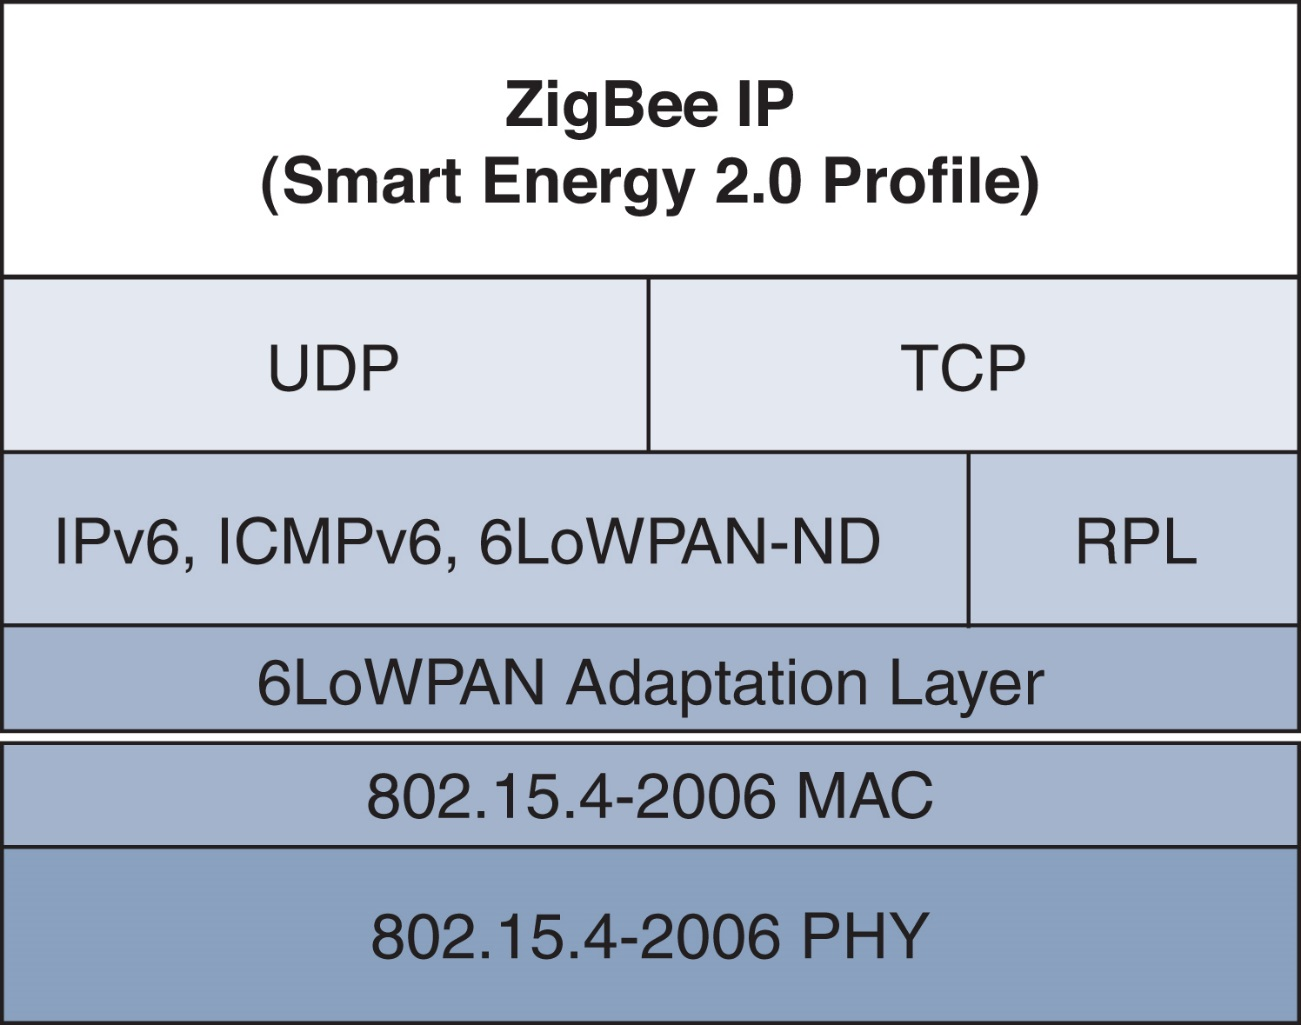 ZigBee IP
(Smart Energy 2.0 Profile)
UDP
TCP
IPv6, ICMPv6, 6LoWPAN-ND
RPL
6LoWPAN Adaptation Layer
802.15.4-2006 MAC
802.15.4-2006 PHY